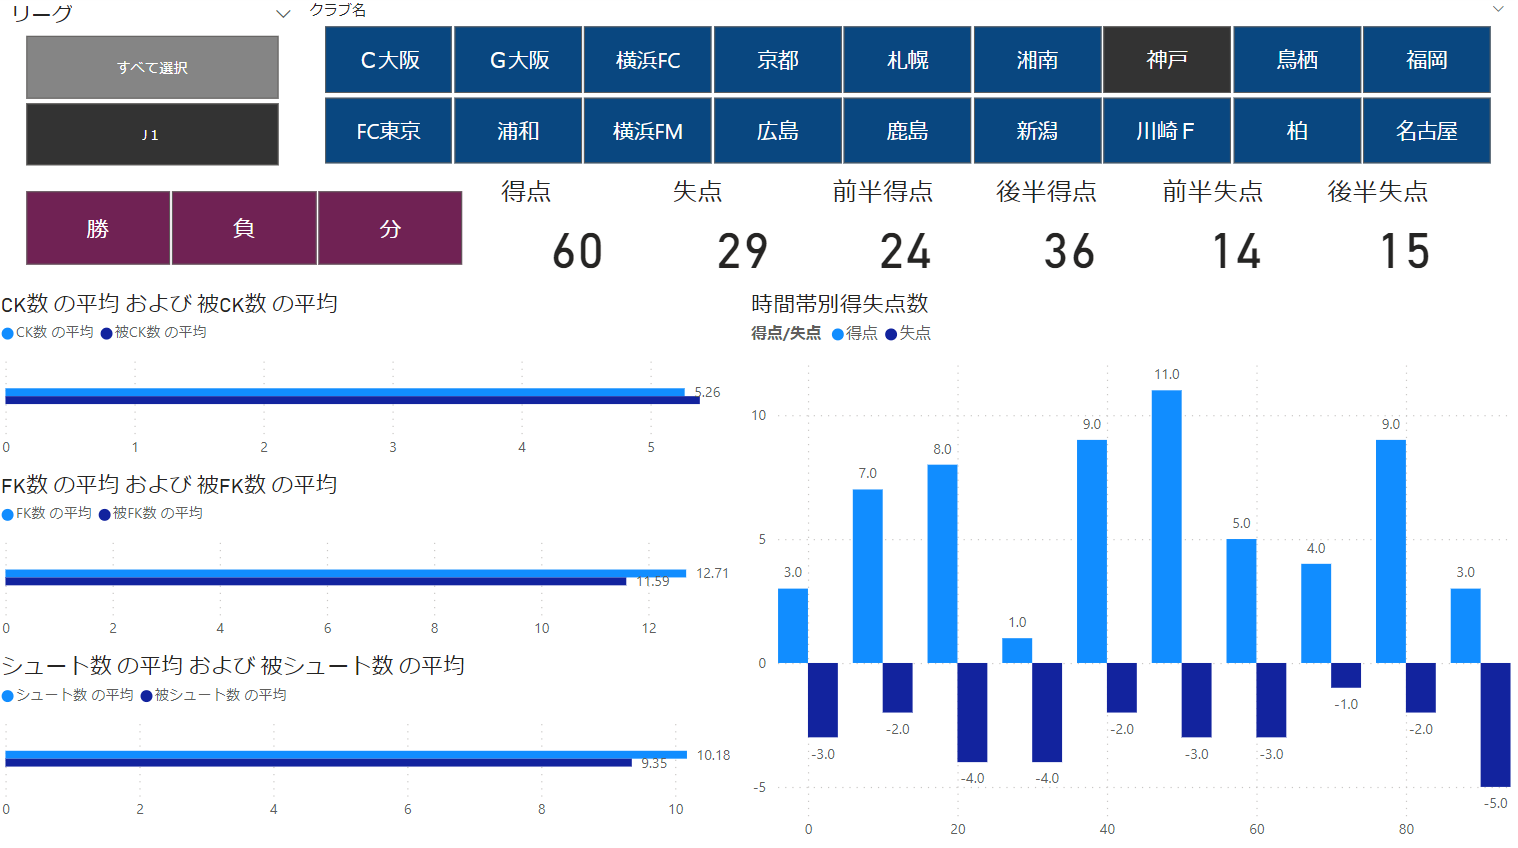 リーグ
クラブ名
すべて選択
J1
C大阪 G大阪 横浜FC 京都 札幌 湘南 神戸 鳥栖 福岡
FC東京 浦和 横浜FM 広島 鹿島 新潟 川崎F 柏 名古屋
勝 負 分
得点 失点 前半得点 後半得点 前半失点 後半失点
60 29 24 36 14 15
CK数 の平均 および 被CK数 の平均
CK数 の平均 被CK数 の平均
5.26
0 1 2 3 4 5
FK数 の平均 および 被FK数 の平均
FK数 の平均 被FK数 の平均
12.71
11.59
0 2 4 6 8 10 12
シュート数 の平均 および 被シュート数 の平均
シュート数 の平均 被シュート数 の平均
10.18
9.35
0 2 4 6 8 10
時間帯別得失点数
得点/失点 得点 失点
10
5
0
-5
3.0 7.0 8.0 1.0 9.0 11.0 5.0 4.0 9.0 3.0
-3.0 -2.0 -4.0 -4.0 -2.0 -3.0 -3.0 -1.0 -2.0 -5.0
0 20 40 60 80